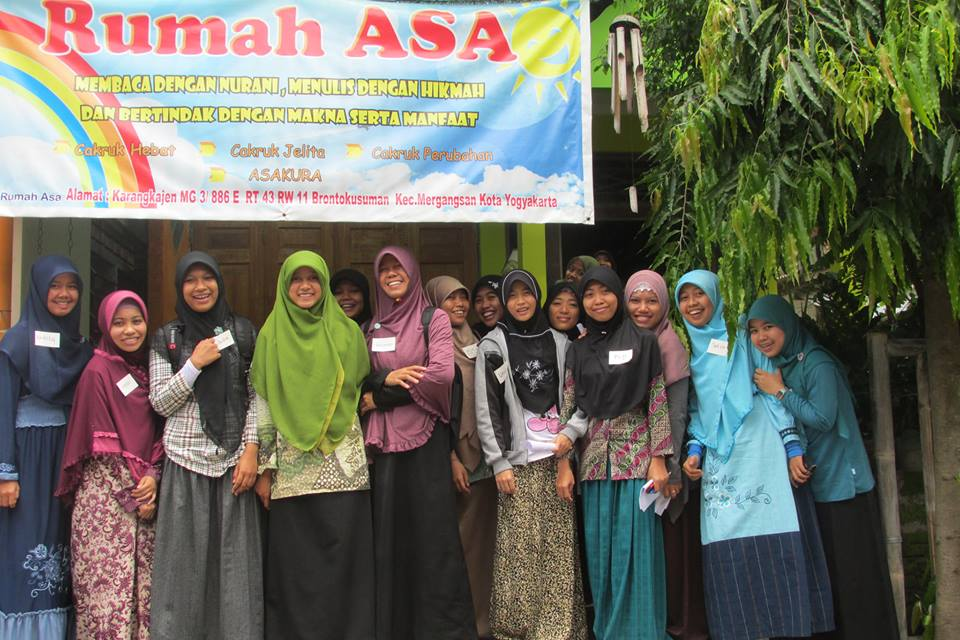 Rumah ASA
MEMBACA DENGAN NURANI , MENULIS DENGAN HIKMAH
DAN BERTINDAK DENGAN MAKNA SERTA MANFAAT
Cakruk Hebat Cakruk Jelita Cakruk Perubahan
ASAKURA
Rumah Asa Alamat : Karangkajen MG 3/ 886 E RT 43 RW 11 Brontokusuman Kec.Mergangsan Kota Yogyakarta